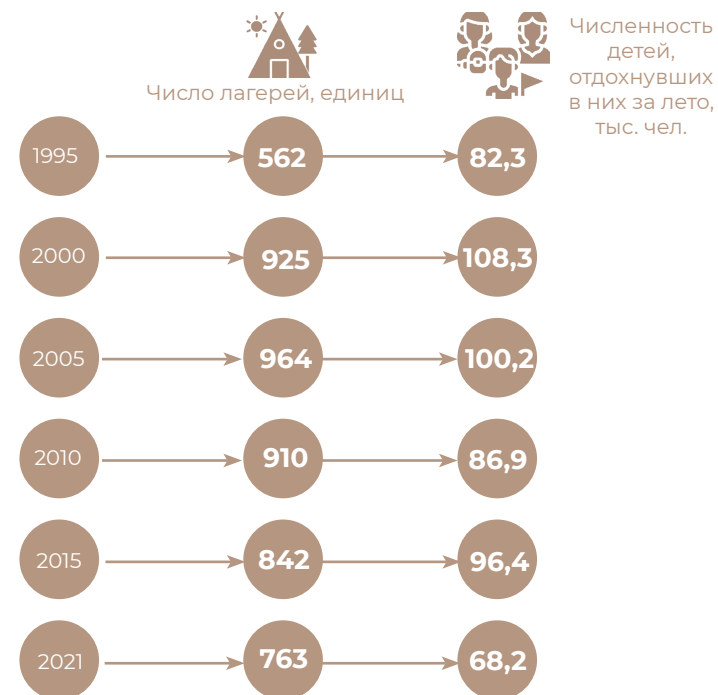 Число лагерей, единиц
Численность
детей,
отдохнувших
в них за лето,
тыс. чел.
1995 562 82,3
2000 925 108,3
2005 964 100,2
2010 910 86,9
2015 842 96,4
2021 763 68,2